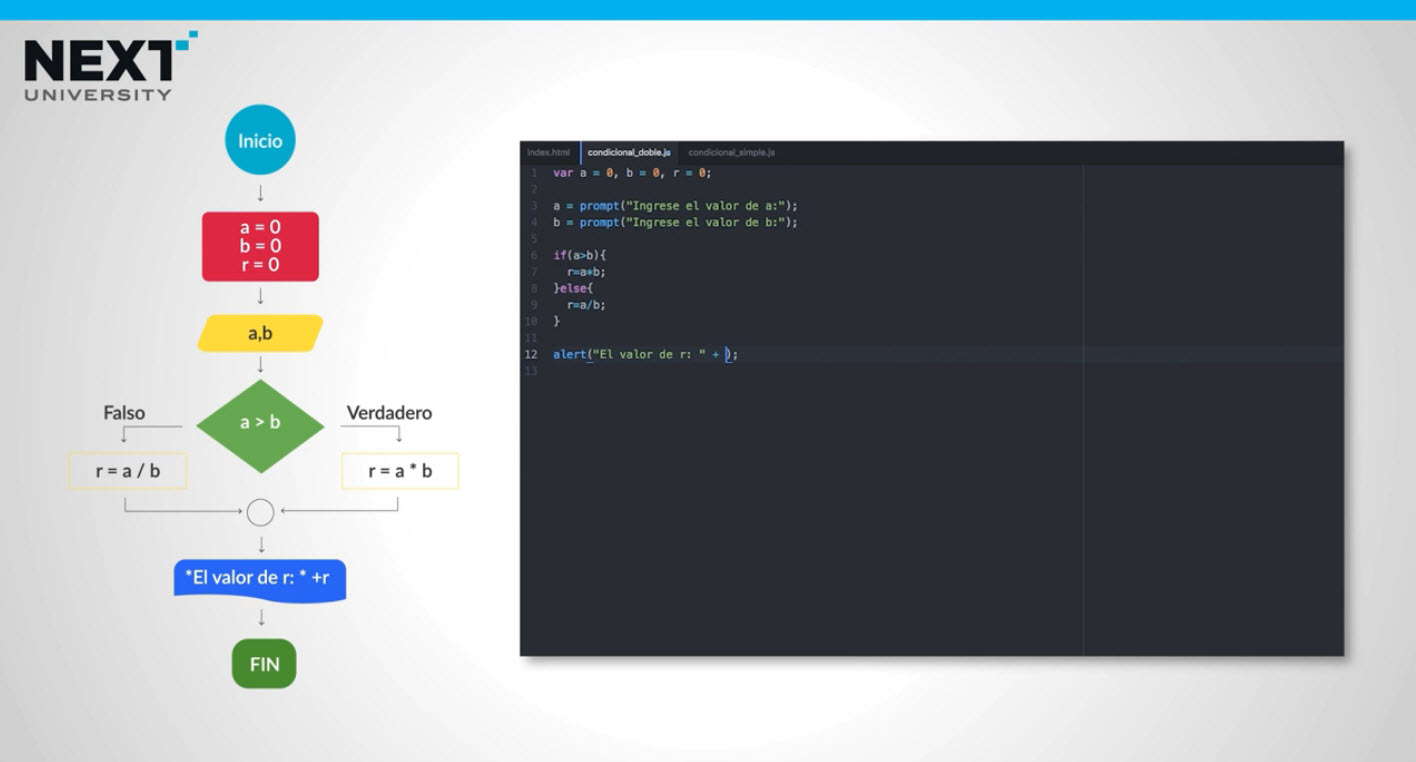 NEXT
UNIVERSITY
Inicio
a = 0
b = 0
r = 0
a,b
a > b
Falso
Verdadero
r = a / b
r = a * b
*El valor de r: * +r
FIN
index.html condicional_doble.js condicional_simple.js
1 var a = 0, b = 0, r = 0;
2
3 a = prompt("Ingrese el valor de a:");
4 b = prompt("Ingrese el valor de b:");
5
6 if(a>b){
7 r=a*b;
8 }else{
9 r=a/b;
10 }
11
12 alert("El valor de r: " + );
13